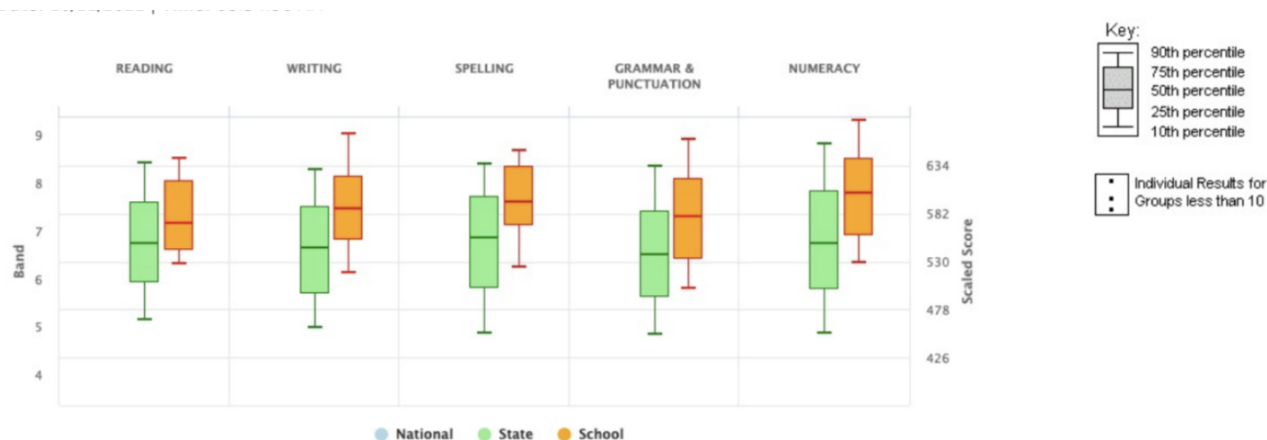 READING WRITING SPELLING GRAMMAR & PUNCTUATION NUMERACY
Band
9
8
7
6
5
4
634
582
530
478
426
Scaled Score
National State School
Key:
90th percentile
75th percentile
50th percentile
25th percentile
10th percentile
Individual Results for
Groups less than 10